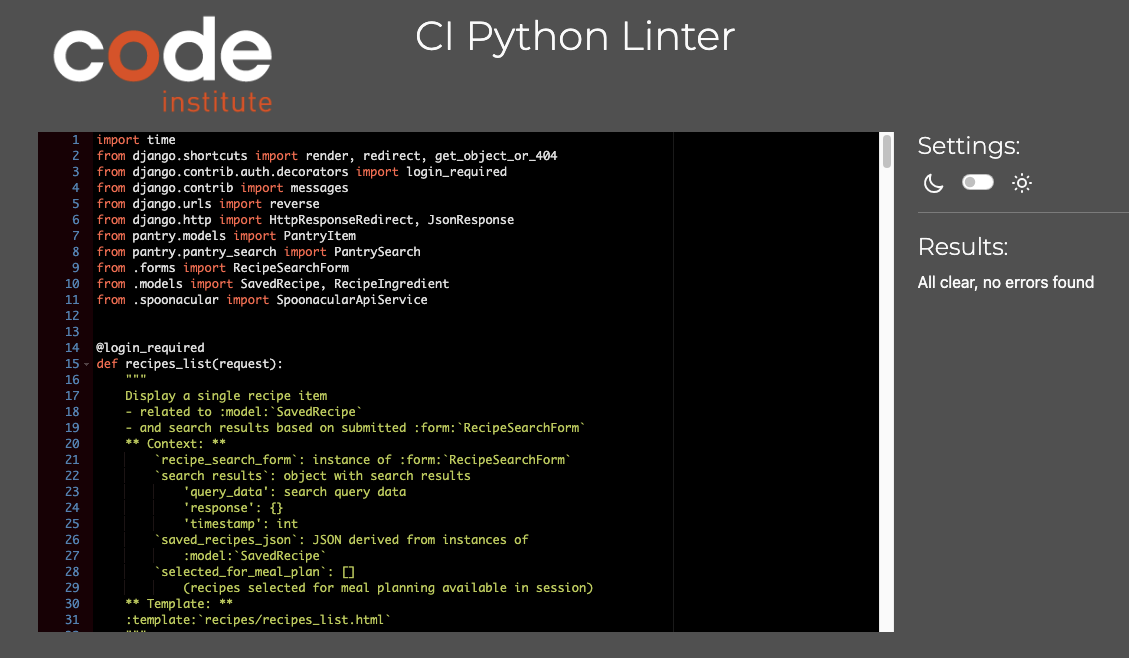 code
institute
CI Python Linter
1 import time
2 from django.shortcuts import render, redirect, get_object_or_404
3 from django.contrib.auth.decorators import login_required
4 from django.contrib import messages
5 from django.urls import reverse
6 from django.http import HttpResponseRedirect, JsonResponse
7 from pantry.models import PantryItem
8 from pantry.pantry_search import PantrySearch
9 from .forms import RecipeSearchForm
10 from .models import SavedRecipe, RecipeIngredient
11 from .spoonacular import SpoonacularApiService
12
13
14 @login_required
15 def recipes_list(request):
16     """
17     Display a single recipe item
18     - related to :model:`SavedRecipe`
19     - and search results based on submitted :form:`RecipeSearchForm`
20     ** Context: **
21         `recipe_search_form`: instance of :form:`RecipeSearchForm`
22         `search results`: object with search results
23             'query_data': search query data
24             'response': {}
25             'timestamp': int
26         `saved_recipes_json`: JSON derived from instances of
27             :model:`SavedRecipe`
28         `selected_for_meal_plan`: []
29             (recipes selected for meal planning available in session)
30     ** Template: **
31     :template:`recipes/recipes_list.html`
Settings:
Results:
All clear, no errors found